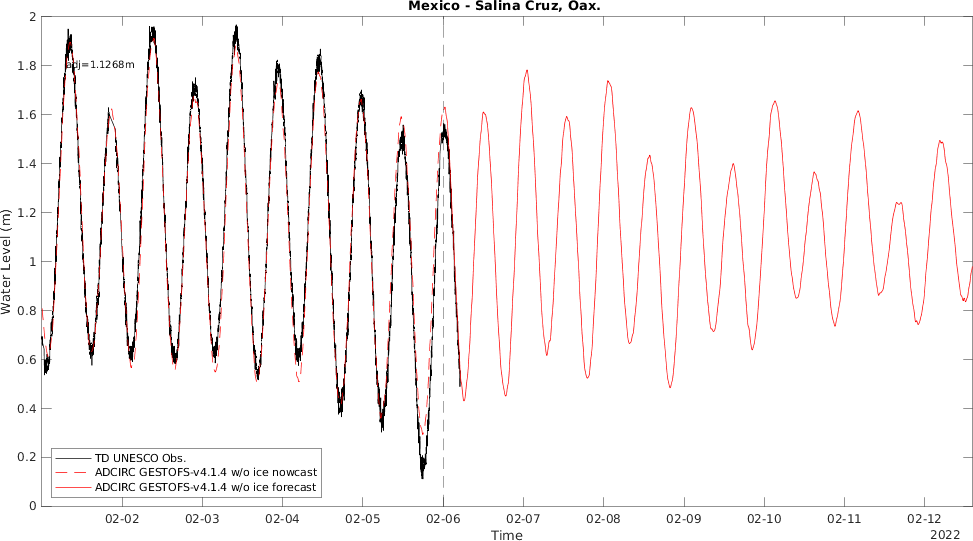 Mexico - Salina Cruz, Oax.
2
1.8
1.6
1.4
1.2
1
0.8
0.6
0.4
0.2
0
Water Level (m)
adj=1.1268m
TD UNESCO Obs.
ADCIRC GESTOFS-v4.1.4 w/o ice nowcast
ADCIRC GESTOFS-v4.1.4 w/o ice forecast
02-02 02-03 02-04 02-05 02-06 02-07 02-08 02-09 02-10 02-11 02-12
2022
Time